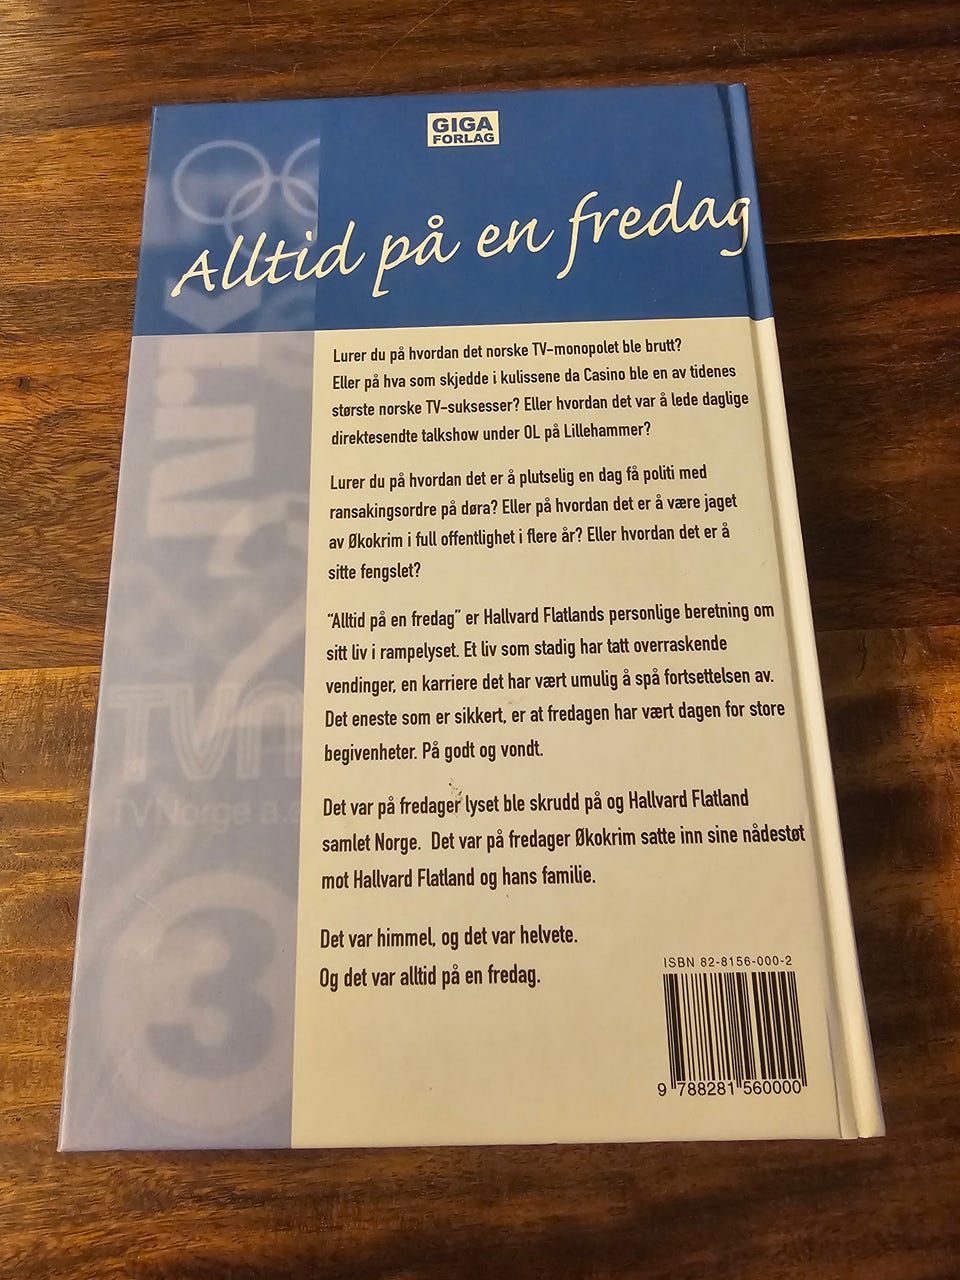 GIGA
FORLAG
Alltid på en fredag
Lurer du på hvordan det norske TV-monopolet ble brutt?
Eller på hva som skjedde i kulissene da Casino ble en av tidenes
største norske TV-suksesser? Eller hvordan det var å lede daglige
direktesendte talkshow under OL på Lillehammer?
Lurer du på hvordan det er å plutselig en dag få politi med
ransakingsordre på døra? Eller på hvordan det er å være jaget
av Økokrim i full offentlighet i flere år? Eller hvordan det er å
sitte fengslet?
"Alltid på en fredag" er Hallvard Flatlands personlige beretning om
sitt liv i rampelyset. Et liv som stadig har tatt overraskende
vendinger, en karriere det har vært umulig å spå fortsettelsen av.
Det eneste som er sikkert, er at fredagen har vært dagen for store
begivenheter. På godt og vondt.
Det var på fredager lyset ble skrudd på og Hallvard Flatland
samlet Norge. Det var på fredager Økokrim satte inn sine nådestøt
mot Hallvard Flatland og hans familie.
Det var himmel, og det var helvete.
Og det var alltid på en fredag.
NRK
TVN
TVNorge a.s
3
ISBN 82-8156-000-2
9 788281 560000